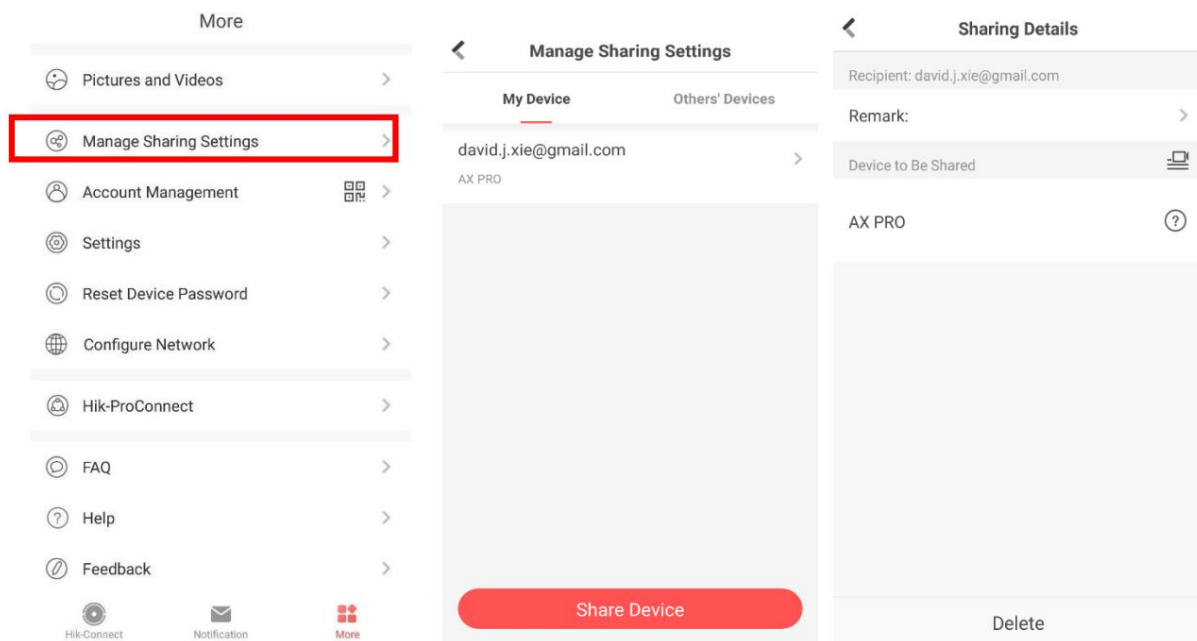 More
Pictures and Videos
Manage Sharing Settings
Account Management
Settings
Reset Device Password
Configure Network
Hik-ProConnect
FAQ
Help
Feedback
Hik-Connect
Notification
More
Manage Sharing Settings
My Device
Others' Devices
david.j.xie@gmail.com
AX PRO
Share Device
Sharing Details
Recipient: david.j.xie@gmail.com
Remark:
Device to Be Shared
AX PRO
Delete